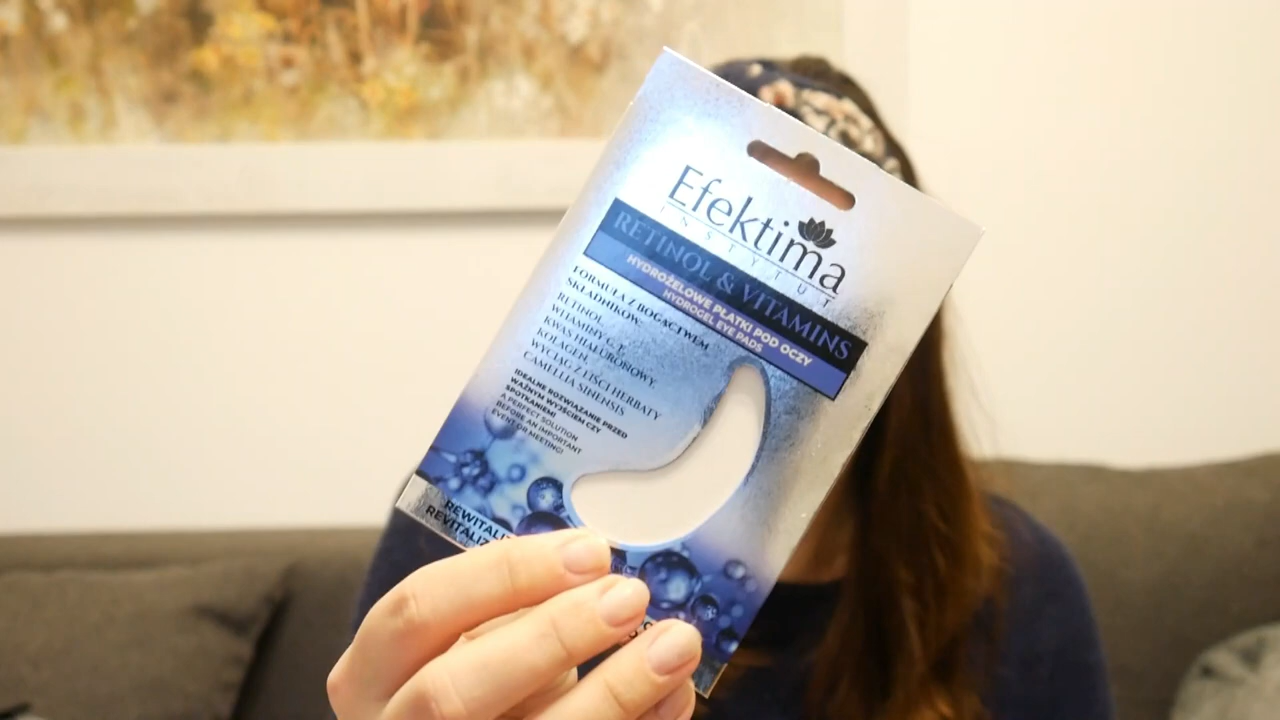 Efektima
INSTYTUT
RETINOL & VITAMINS
HYDROŻELOWE PŁATKI POD OCZY
HYDROGEL EYE PADS
FORMUŁA Z BOGACTWEM
SKŁADNIKÓW:
RETINOL,
WITAMINY C, E,
KWAS HIALURONOWY,
KOLAGEN,
WYCIĄG Z LIŚCI HERBATY
CAMELLIA SINENSIS
IDEALNE ROZWIĄZANIE PRZED
WAŻNYM WYJŚCIEM CZY
SPOTKANIEM!
A PERFECT SOLUTION
BEFORE AN IMPORTANT
EVENT OR MEETING!